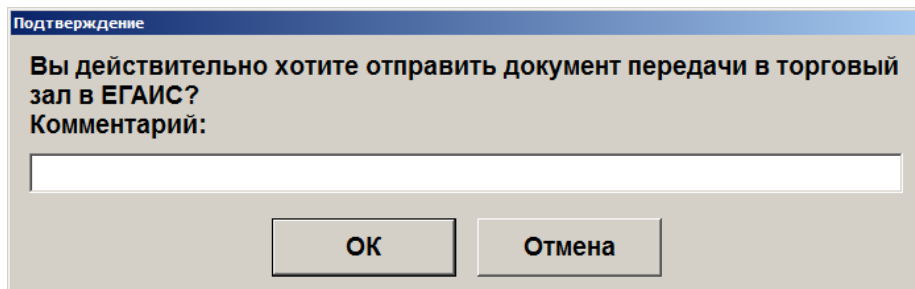 Подтверждение
Вы действительно хотите отправить документ передачи в торговый
зал в ЕГАИС?
Комментарий:
ОК
Отмена